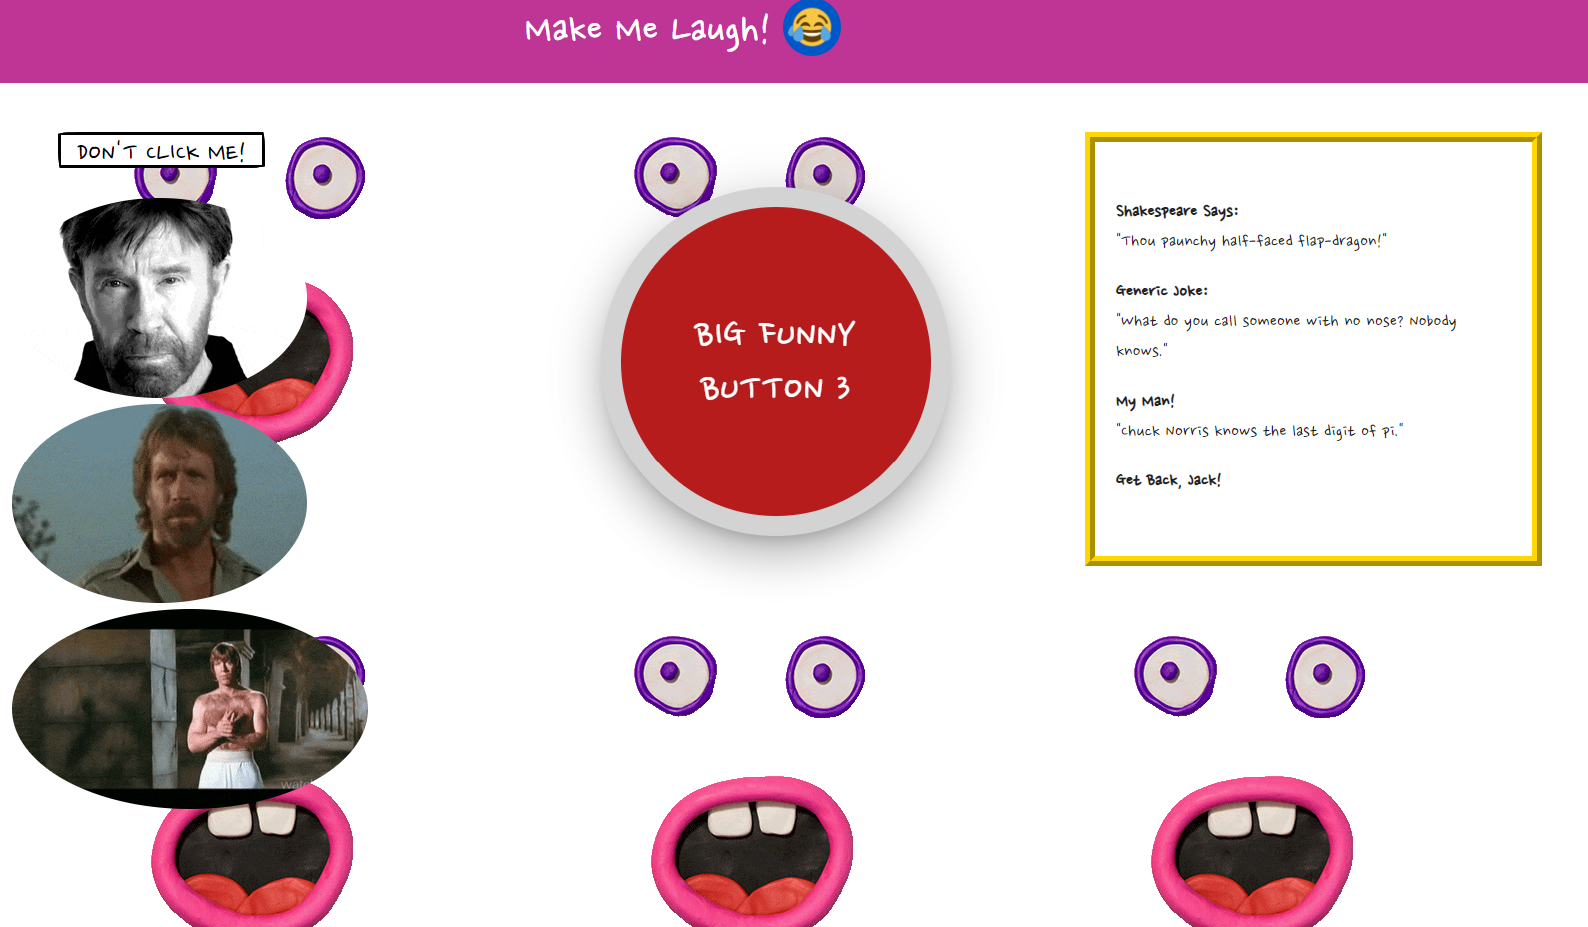 Make Me Laugh!
DON'T CLICK ME!
BIG FUNNY
BUTTON 3
Shakespeare Says:
"Thou paunchy half-faced flap-dragon!"
Generic Joke:
"What do you call someone with no nose? Nobody
knows."
My Man!
"Chuck Norris knows the last digit of pi."
Get Back, Jack!